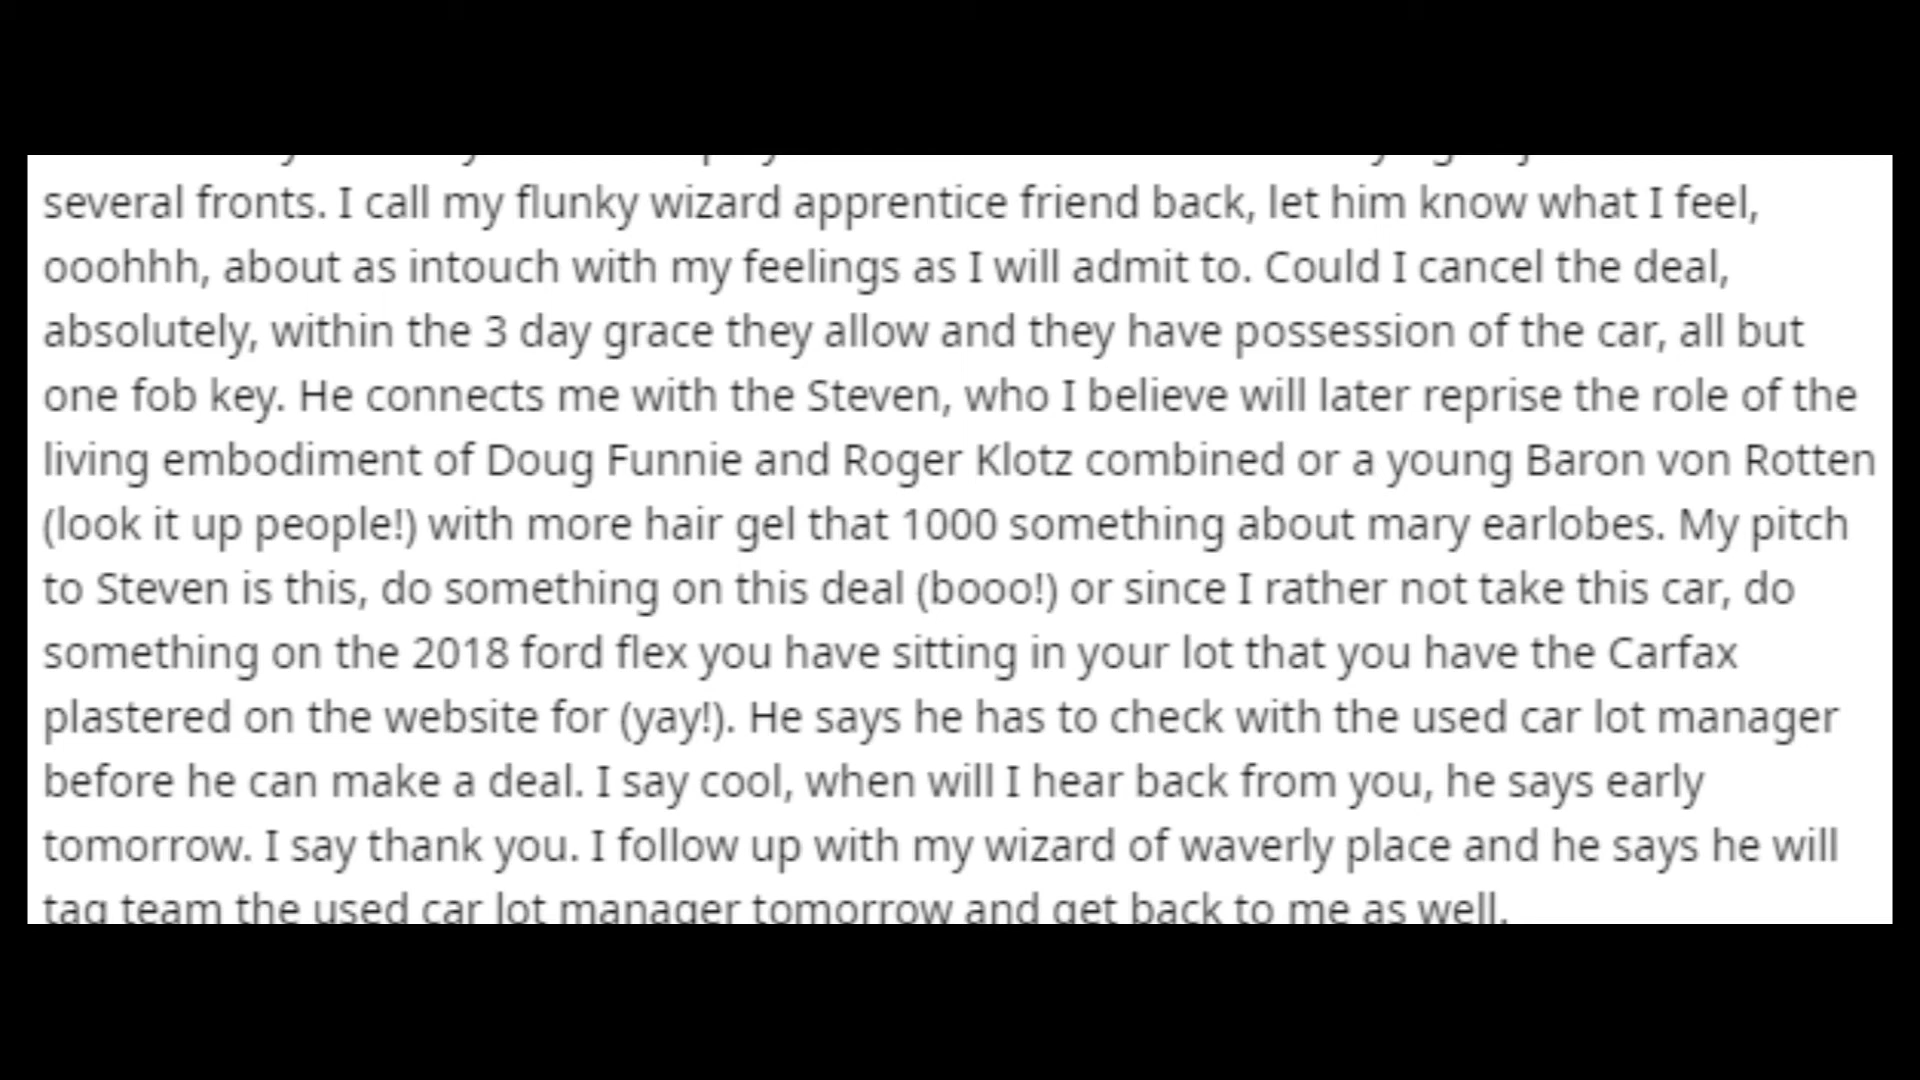 several fronts. I call my flunky wizard apprentice friend back, let him know what I feel,
ooohhh, about as intouch with my feelings as I will admit to. Could I cancel the deal,
absolutely, within the 3 day grace they allow and they have possession of the car, all but
one fob key. He connects me with the Steven, who I believe will later reprise the role of the
living embodiment of Doug Funnie and Roger Klotz combined or a young Baron von Rotten
(look it up people!) with more hair gel that 1000 something about mary earlobes. My pitch
to Steven is this, do something on this deal (booo!) or since I rather not take this car, do
something on the 2018 ford flex you have sitting in your lot that you have the Carfax
plastered on the website for (yay!). He says he has to check with the used car lot manager
before he can make a deal. I say cool, when will I hear back from you, he says early
tomorrow. I say thank you. I follow up with my wizard of waverly place and he says he will
tag team the used car lot manager tomorrow and get back to me as well.